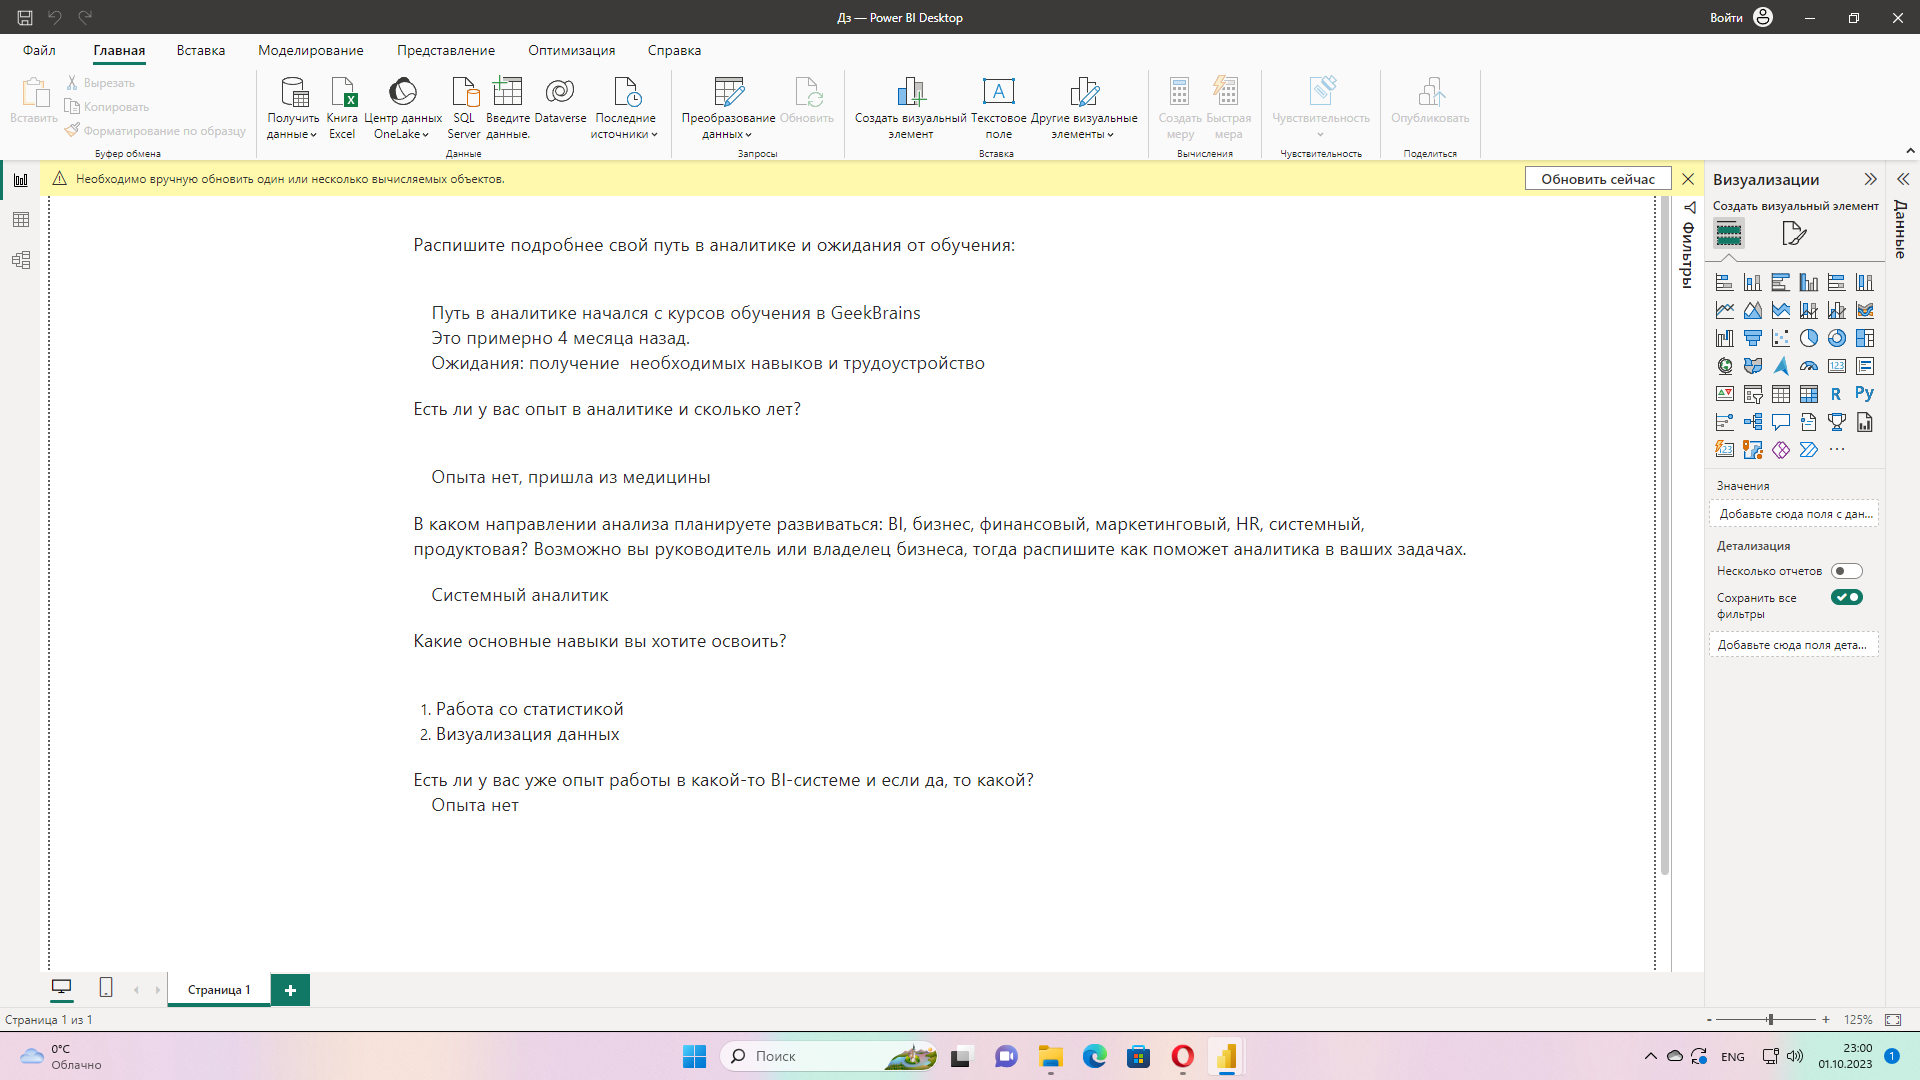 Дз — Power BI Desktop
Войти
Файл
Главная
Вставка
Моделирование
Представление
Оптимизация
Справка
Вставить
Вырезать
Копировать
Форматирование по образцу
Буфер обмена
Получить данные
Книга Excel
Центр данных OneLake
SQL Server
Введите данные.
Dataverse
Последние источники
Данные
Преобразование данных
Обновить
Запросы
Создать визуальный элемент
Текстовое поле
Другие визуальные элементы
Вставка
Создать меру
Быстрая мера
Вычисления
Чувствительность
Чувствительность
Опубликовать
Поделиться
Необходимо вручную обновить один или несколько вычисляемых объектов.
Обновить сейчас
Распишите подробнее свой путь в аналитике и ожидания от обучения:
Путь в аналитике начался с курсов обучения в GeekBrains
Это примерно 4 месяца назад.
Ожидания: получение  необходимых навыков и трудоустройство
Есть ли у вас опыт в аналитике и сколько лет?
Опыта нет, пришла из медицины
В каком направлении анализа планируете развиваться: BI, бизнес, финансовый, маркетинговый, HR, системный,
продуктовая? Возможно вы руководитель или владелец бизнеса, тогда распишите как поможет аналитика в ваших задачах.
Системный аналитик
Какие основные навыки вы хотите освоить?
1. Работа со статистикой
2. Визуализация данных
Есть ли у вас уже опыт работы в какой-то BI-системе и если да, то какой?
Опыта нет
Фильтры
Визуализации
Создать визуальный элемент
R
Py
123
123
Значения
Добавьте сюда поля с дан...
Детализация
Несколько отчетов
Сохранить все
фильтры
Добавьте сюда поля дета...
Данные
Страница 1
Страница 1 из 1
- + 125%
0°C
Облачно
Поиск
ENG
23:00
01.10.2023
1